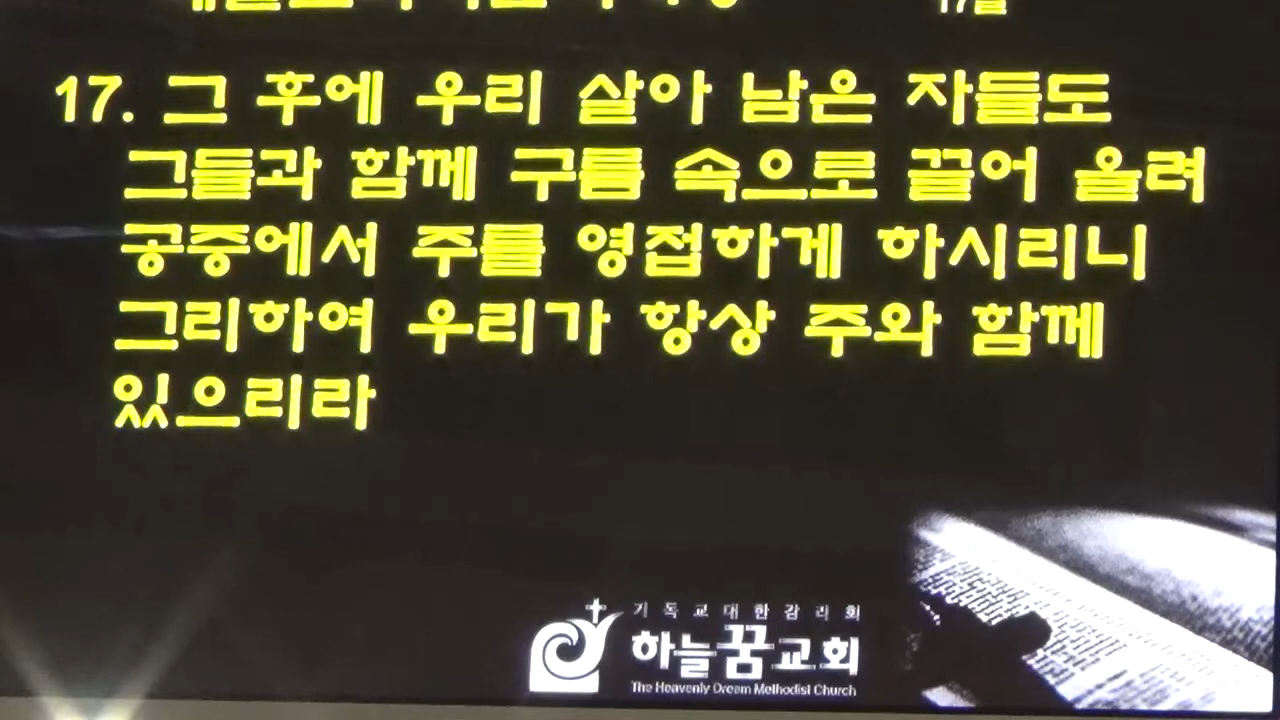 17절
17. 그 후에 우리 살아 남은 자들도
그들과 함께 구름 속으로 끌어 올려
공중에서 주를 영접하게 하시리니
그리하여 우리가 항상 주와 함께
있으리라
기독교대한감리회
하늘꿈교회
The Heavenly Dream Methodist Church